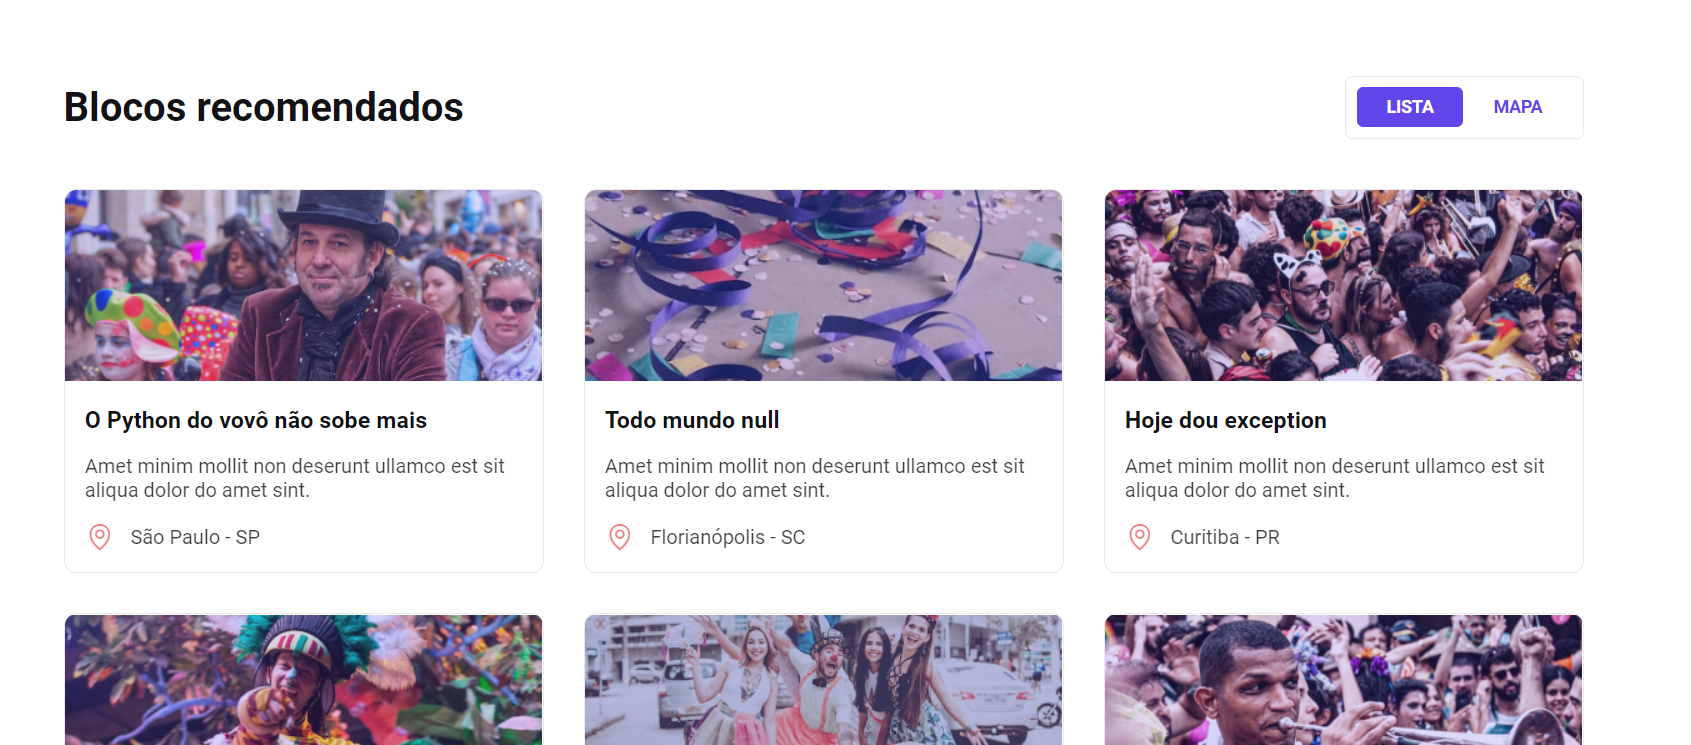 Blocos recomendados
LISTA
MAPA
O Python do vovô não sobe mais
Amet minim mollit non deserunt ullamco est sit
aliqua dolor do amet sint.
São Paulo - SP
Todo mundo null
Amet minim mollit non deserunt ullamco est sit
aliqua dolor do amet sint.
Florianópolis - SC
Hoje dou exception
Amet minim mollit non deserunt ullamco est sit
aliqua dolor do amet sint.
Curitiba - PR